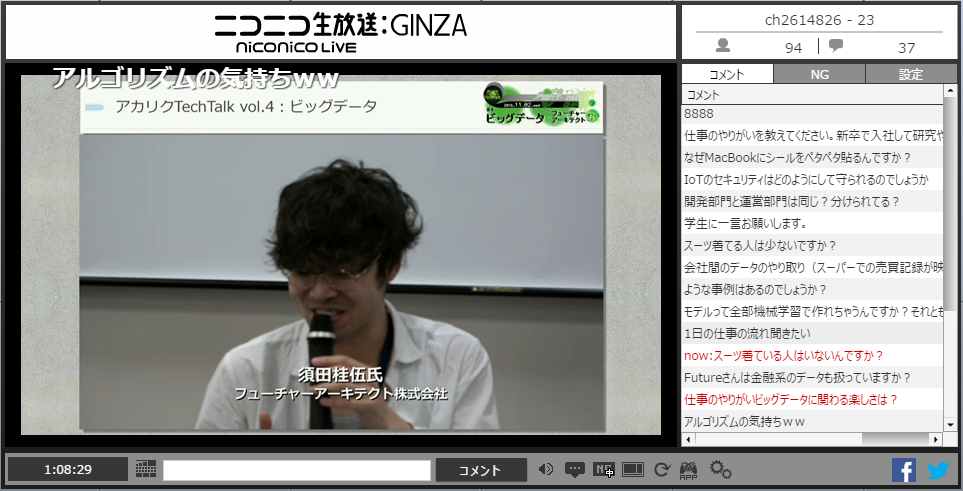 ニコニコ生放送:GINZA
niconico Live
ch2614826 - 23
94
37
コメント
NG
設定
コメント
アルゴリズムの気持ちｗｗ
アカリクTechTalk vol.4：ビッグデータ
ビッグデータ
フューチャー
アーキテクト
須田桂伍氏
フューチャーアーキテクト株式会社
8888
仕事のやりがいを教えてください。新卒で入社して研究や
なぜMacBookにシールをペタペタ貼るんですか？
IoTのセキュリティはどのようにして守られるのでしょうか
開発部門と運営部門は同じ？分けられてる？
学生に一言お願いします。
スーツ着てる人は少ないですか？
会社間のデータのやり取り（スーパーでの売買記録が映
ような事例はあるのでしょうか？
モデルって全部機械学習で作れちゃうんですか？それとも
1日の仕事の流れ聞きたい
now:スーツ着ている人はいないんですか？
Futureさんは金融系のデータも扱っていますか？
仕事のやりがいビッグデータに関わる楽しさは？
アルゴリズムの気持ちｗｗ
1:08:29
コメント
NG
APP